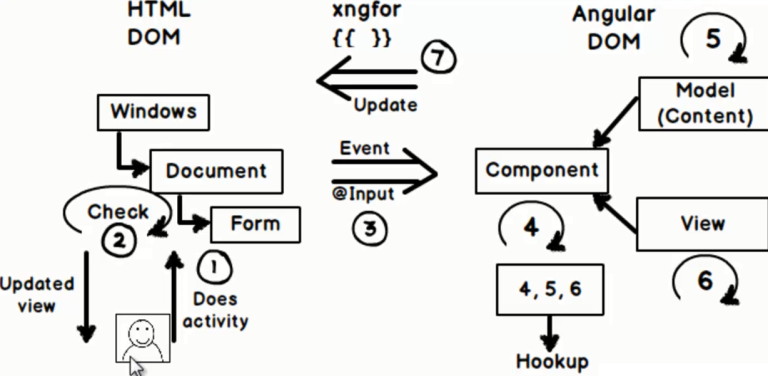 HTML
DOM
xngfor
{{ }}
Angular
DOM
5
7
Update
Model
(Content)
Windows
Document
Event
Component
@Input
Check
2
Form
3
4
View
1
6
Updated
view
Does
activity
4, 5, 6
Hookup